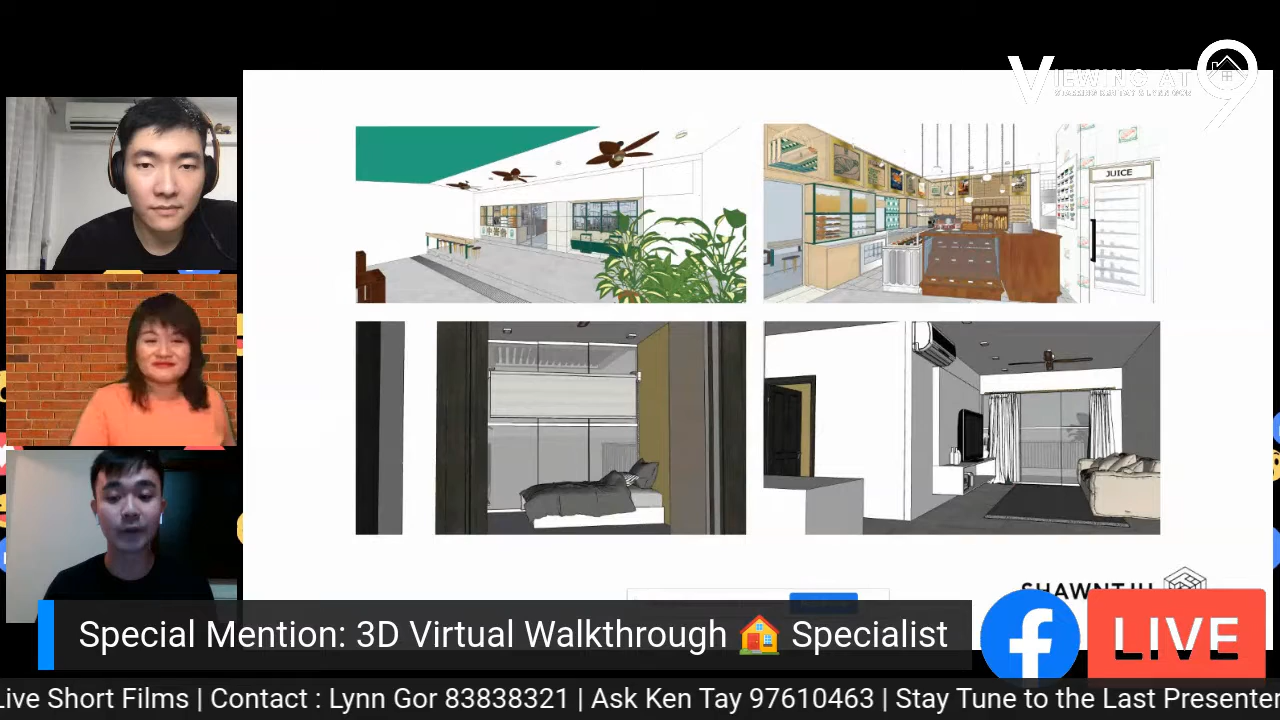 VIEWING AT 9
JUICE
SHAWNTJU
Special Mention: 3D Virtual Walkthrough 🏠 Specialist
LIVE
Live Short Films | Contact : Lynn Gor 83838321 | Ask Ken Tay 97610463 | Stay Tune to the Last Presenter